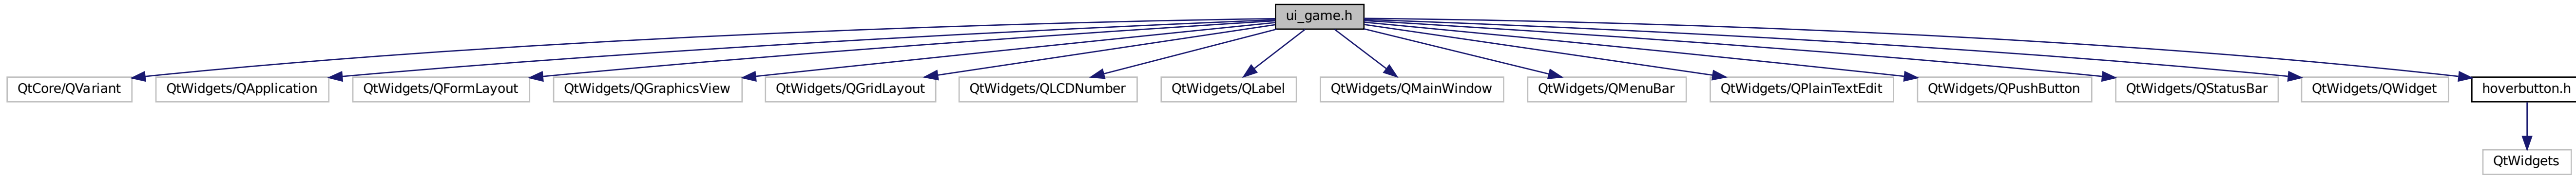 ui_game.h
QtCore/QVariant
QtWidgets/QApplication
QtWidgets/QFormLayout
QtWidgets/QGraphicsView
QtWidgets/QGridLayout
QtWidgets/QLCDNumber
QtWidgets/QLabel
QtWidgets/QMainWindow
QtWidgets/QMenuBar
QtWidgets/QPlainTextEdit
QtWidgets/QPushButton
QtWidgets/QStatusBar
QtWidgets/QWidget
hoverbutton.h
QtWidgets